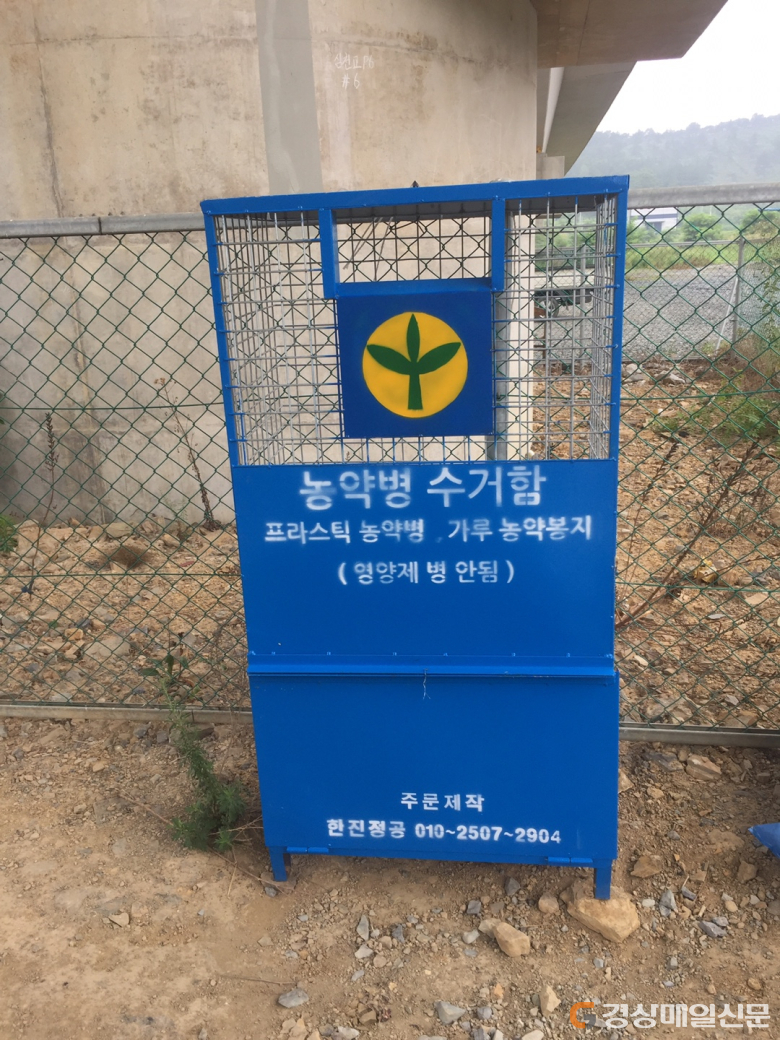 #6
농약병 수거함
프라스틱 농약병 , 가루 농약봉지
( 영양제 병 안됨 )
주문제작
한진정공 010~2507~2904
경상매일신문